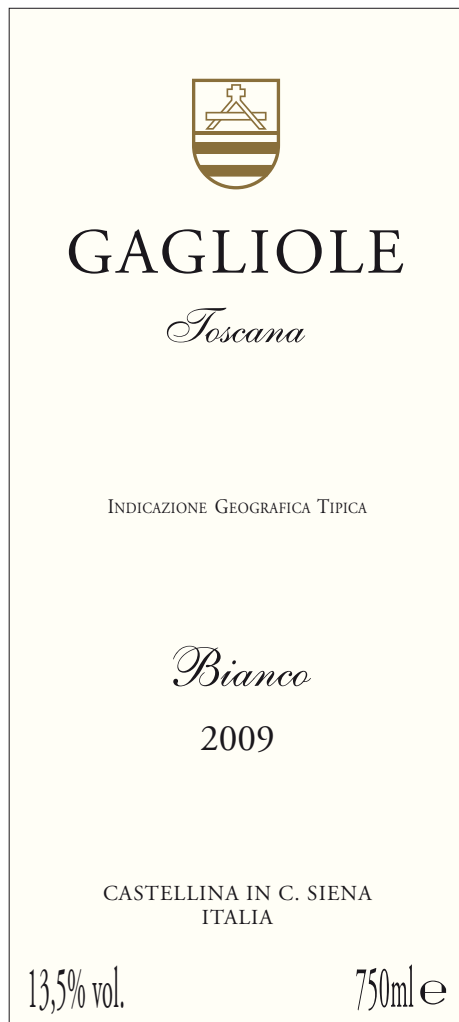 GAGLIOLE
Toscana
INDICAZIONE GEOGRAFICA TIPICA
Bianco
2009
CASTELLINA IN C. SIENA
ITALIA
13,5% vol.
750ml ℮